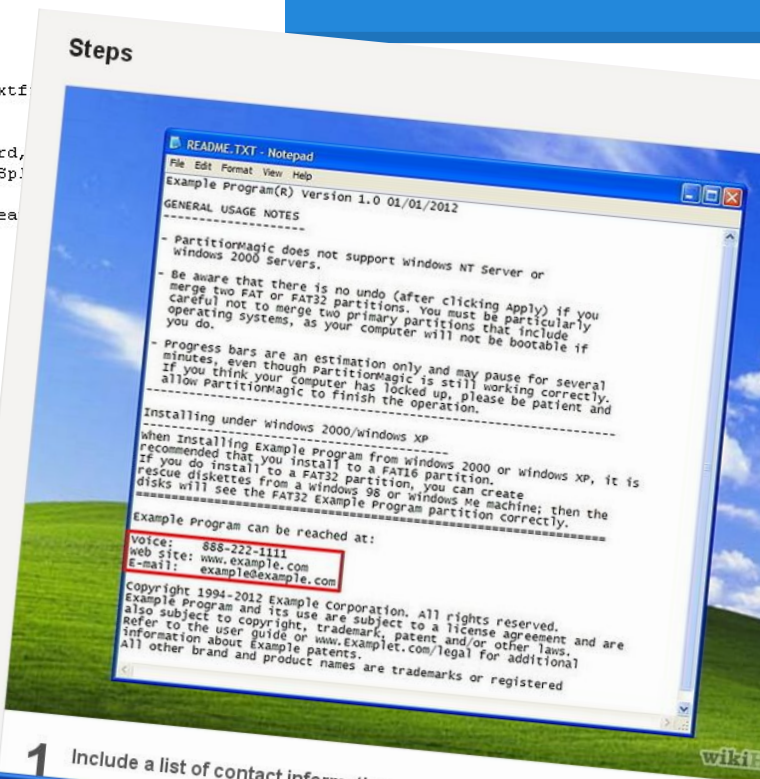 Steps
README.TXT - Notepad
File Edit Format View Help
Example Program(R) Version 1.0 01/01/2012
GENERAL USAGE NOTES
--------------------
- PartitionMagic does not support Windows NT Server or
Windows 2000 Servers.
- Be aware that there is no undo (after clicking Apply) if you
merge two FAT or FAT32 partitions. You must be particularly
careful not to merge two primary partitions that include
operating systems, as your computer will not be bootable if
you do.
- Progress bars are an estimation only and may pause for several
minutes, even though PartitionMagic is still working correctly.
If you think your computer has locked up, please be patient and
allow PartitionMagic to finish the operation.
----------------------------------------------------------------
Installing under Windows 2000/Windows XP
----------------------------------------
When Installing Example Program from Windows 2000 or Windows XP, it is
recommended that you install to a FAT16 partition.
If you do install to a FAT32 partition, you can create
rescue diskettes from a Windows 98 or Windows Me machine; then the
disks will see the FAT32 Example Program partition correctly.
================================================================
Example Program can be reached at:
Voice: 888-222-1111
Web site: www.example.com
E-mail: example@example.com
Copyright 1994-2012 Example Corporation. All rights reserved.
Example Program and its use are subject to a license agreement and are
also subject to copyright, trademark, patent and/or other laws.
Refer to the user guide or www.Examplet.com/legal for additional
information about Example patents.
All other brand and product names are trademarks or registered
1 Include a list of contact